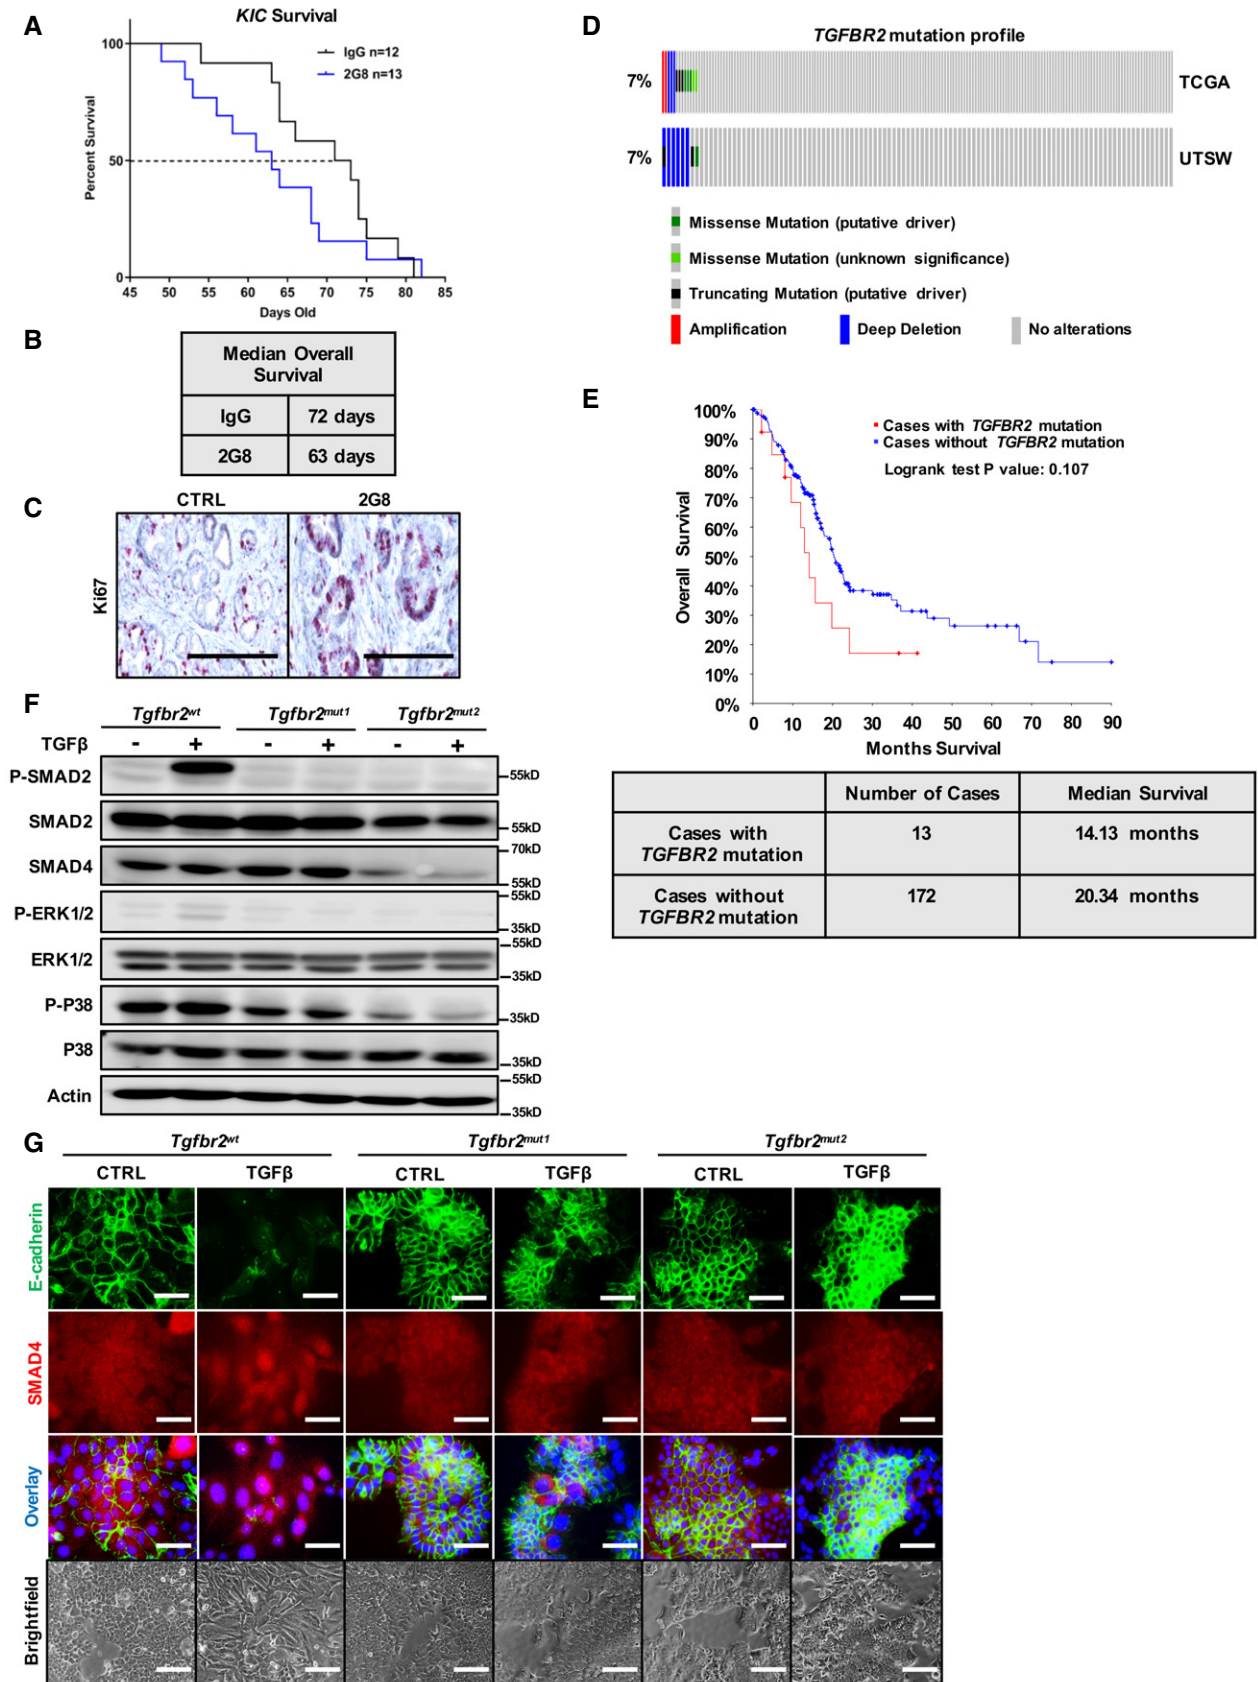 A
KIC Survival
IgG n=12
2G8 n=13
100
50
0
Percent Survival
45 50 55 60 65 70 75 80 85
Days Old
B
Median Overall Survival
IgG 72 days
2G8 63 days
C
CTRL 2G8
Ki67
D
TGFBR2 mutation profile
7% TCGA
7% UTSW
Missense Mutation (putative driver)
Missense Mutation (unknown significance)
Truncating Mutation (putative driver)
Amplification Deep Deletion No alterations
E
100%
90%
80%
70%
60%
50%
40%
30%
20%
10%
0%
Overall Survival
Cases with TGFBR2 mutation
Cases without TGFBR2 mutation
Logrank test P value: 0.107
0 10 20 30 40 50 60 70 80 90
Months Survival
Number of Cases Median Survival
Cases with TGFBR2 mutation 13 14.13 months
Cases without TGFBR2 mutation 172 20.34 months
F
Tgfbr2wt Tgfbr2mut1 Tgfbr2mut2
TGFβ - + - + - +
P-SMAD2 55kD
SMAD2 55kD
SMAD4 70kD
55kD
P-ERK1/2 55kD
35kD
ERK1/2 55kD
35kD
P-P38 35kD
P38 35kD
Actin 55kD
35kD
G
Tgfbr2wt Tgfbr2mut1 Tgfbr2mut2
CTRL TGFβ CTRL TGFβ CTRL TGFβ
E-cadherin
SMAD4
Overlay
Brightfield